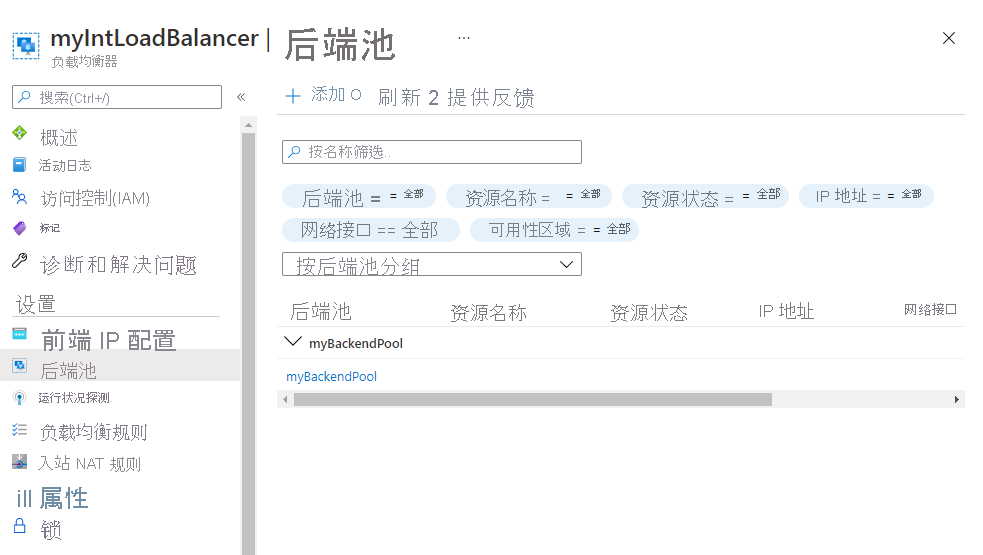 myIntLoadBalancer | 后端池 ...
负载均衡器
搜索(Ctrl+/) «
+ 添加 O 刷新 2 提供反馈
概述
活动日志
访问控制(IAM)
标记
诊断和解决问题
设置
前端 IP 配置
后端池
运行状况探测
负载均衡规则
入站 NAT 规则
ill 属性
锁
按名称筛选..
后端池 = = 全部 资源名称 = = 全部 资源状态 = = 全部 IP 地址 = = 全部
网络接口 == 全部 可用性区域 = = 全部
按后端池分组
后端池 资源名称 资源状态 IP 地址 网络接口
myBackendPool
myBackendPool